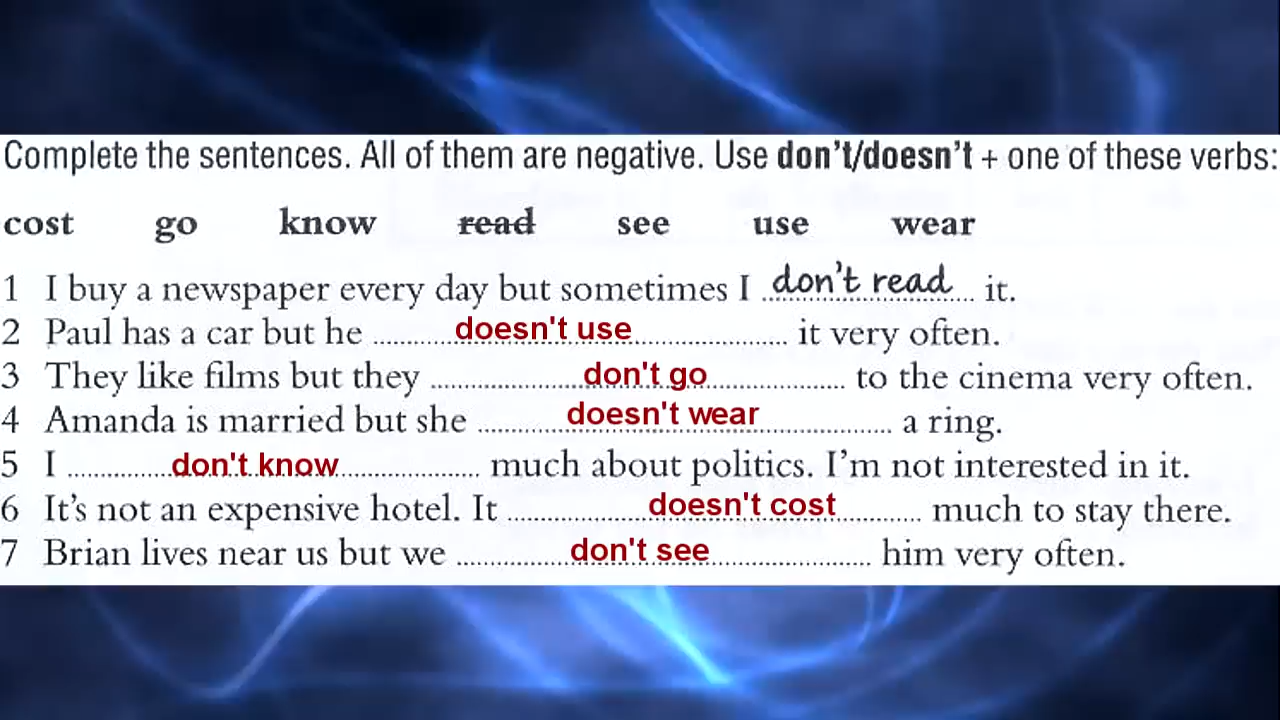 Complete the sentences. All of them are negative. Use don't/doesn't + one of these verbs:
cost go know read see use wear
1 I buy a newspaper every day but sometimes I don't read it.
2 Paul has a car but he doesn't use it very often.
3 They like films but they don't go to the cinema very often.
4 Amanda is married but she doesn't wear a ring.
5 I don't know much about politics. I'm not interested in it.
6 It's not an expensive hotel. It doesn't cost much to stay there.
7 Brian lives near us but we don't see him very often.